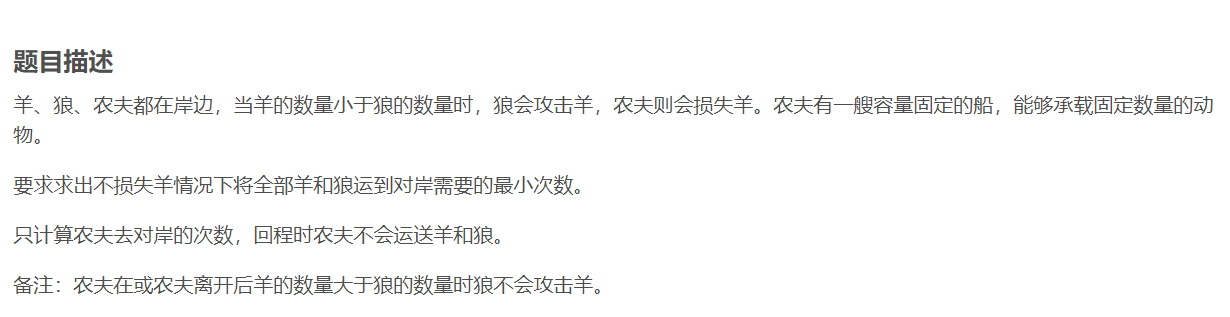 题目描述
羊、狼、农夫都在岸边，当羊的数量小于狼的数量时，狼会攻击羊，农夫则会损失羊。农夫有一艘容量固定的船，能够承载固定数量的动
物。
要求求出不损失羊情况下将全部羊和狼运到对岸需要的最小次数。
只计算农夫去对岸的次数，回程时农夫不会运送羊和狼。
备注：农夫在或农夫离开后羊的数量大于狼的数量时狼不会攻击羊。